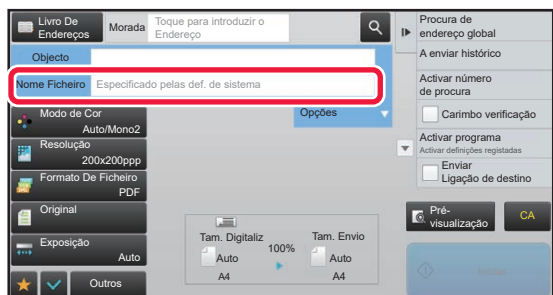 Livro De
Endereços
Morada
Toque para introduzir o
Endereço
Objecto
Nome Ficheiro
Especificado pelas def. de sistema
Modo de Cor
Auto/Mono2
Resolução
200x200ppp
Formato De Ficheiro
PDF
Original
Exposição
Auto
Outros
Opções
Tam. Digitaliz
Auto
A4
100%
Tam. Envio
Auto
A4
Procura de
endereço global
A enviar histórico
Activar número
de procura
Carimbo verificação
Activar programa
Activar definições registadas
Enviar
Ligação de destino
Pré-
visualização
CA